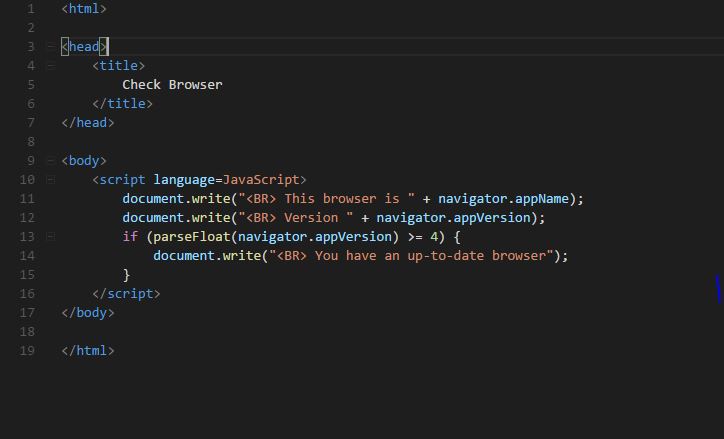 1 <html>
2
3 <head>
4     <title>
5         Check Browser
6     </title>
7 </head>
8
9 <body>
10     <script language=JavaScript>
11         document.write("<BR> This browser is " + navigator.appName);
12         document.write("<BR> Version " + navigator.appVersion);
13         if (parseFloat(navigator.appVersion) >= 4) {
14             document.write("<BR> You have an up-to-date browser");
15         }
16     </script>
17 </body>
18
19 </html>